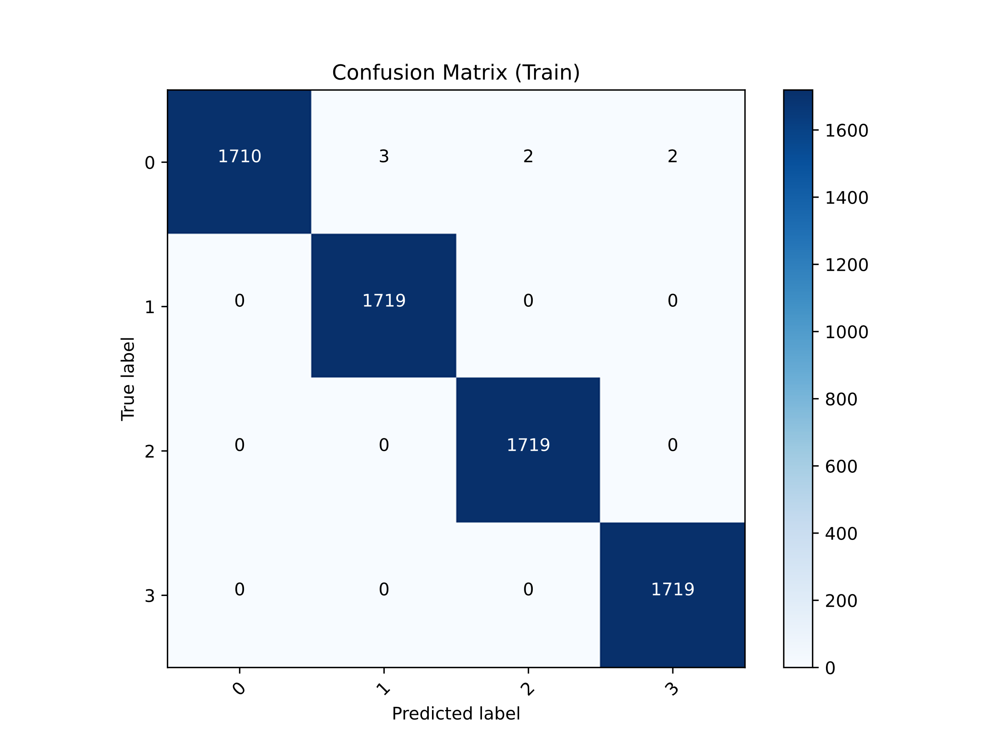 Confusion Matrix (Train)
True label
0 1710 3 2 2
1 0 1719 0 0
2 0 0 1719 0
3 0 0 0 1719
0 1 2 3
Predicted label
1600
1400
1200
1000
800
600
400
200
0